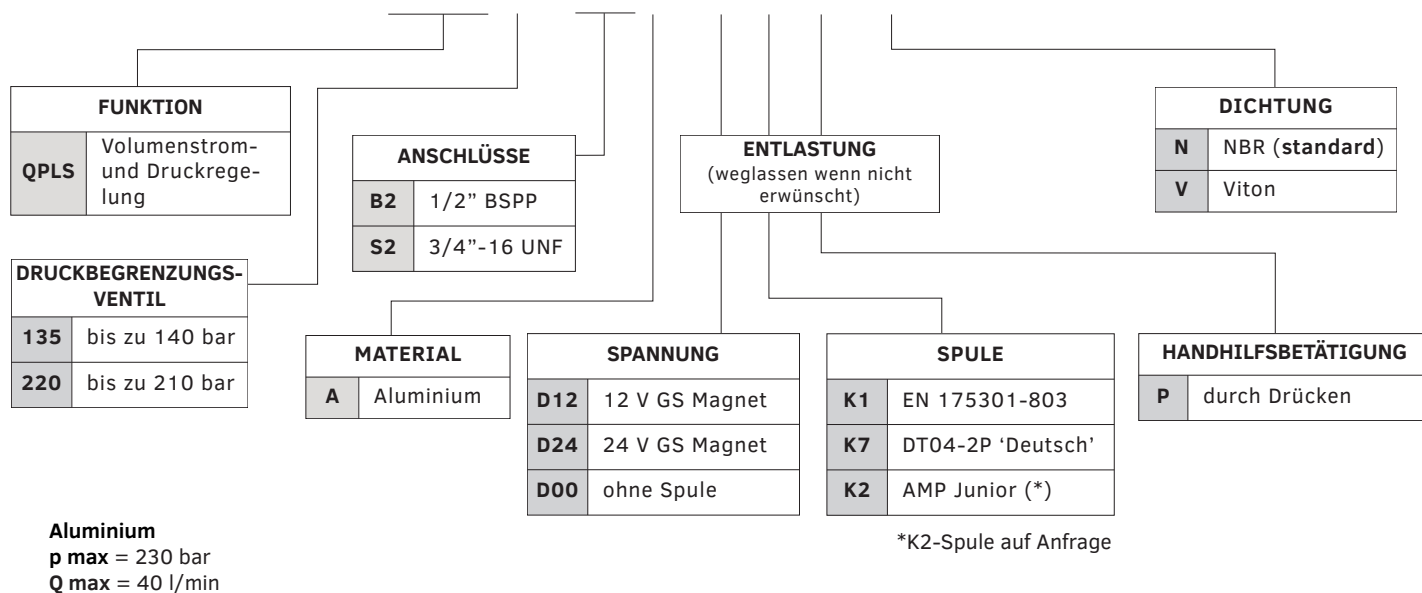 FUNKTION
QPLS
Volumenstrom-
und Druckrege-
lung
DRUCKBEGRENZUNGS-
VENTIL
135 bis zu 140 bar
220 bis zu 210 bar
ANSCHLÜSSE
B2 1/2” BSPP
S2 3/4”-16 UNF
MATERIAL
A Aluminium
ENTLASTUNG
(weglassen wenn nicht
erwünscht)
SPANNUNG
D12 12 V GS Magnet
D24 24 V GS Magnet
D00 ohne Spule
SPULE
K1 EN 175301-803
K7 DT04-2P ‘Deutsch’
K2 AMP Junior (*)
*K2-Spule auf Anfrage
DICHTUNG
N NBR (standard)
V Viton
HANDHILFSBETÄTIGUNG
P durch Drücken
Aluminium
p max = 230 bar
Q max = 40 l/min